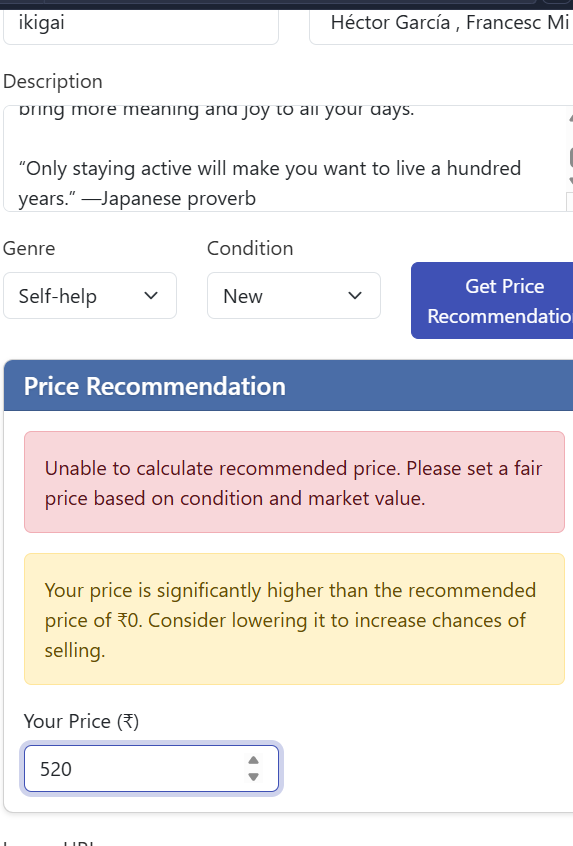 ikigai
Héctor García , Francesc Mi
Description
bring more meaning and joy to all your days.
“Only staying active will make you want to live a hundred
years.” —Japanese proverb
Genre
Condition
Self-help
New
Get Price
Recommendatio
Price Recommendation
Unable to calculate recommended price. Please set a fair
price based on condition and market value.
Your price is significantly higher than the recommended
price of ₹0. Consider lowering it to increase chances of
selling.
Your Price (₹)
520